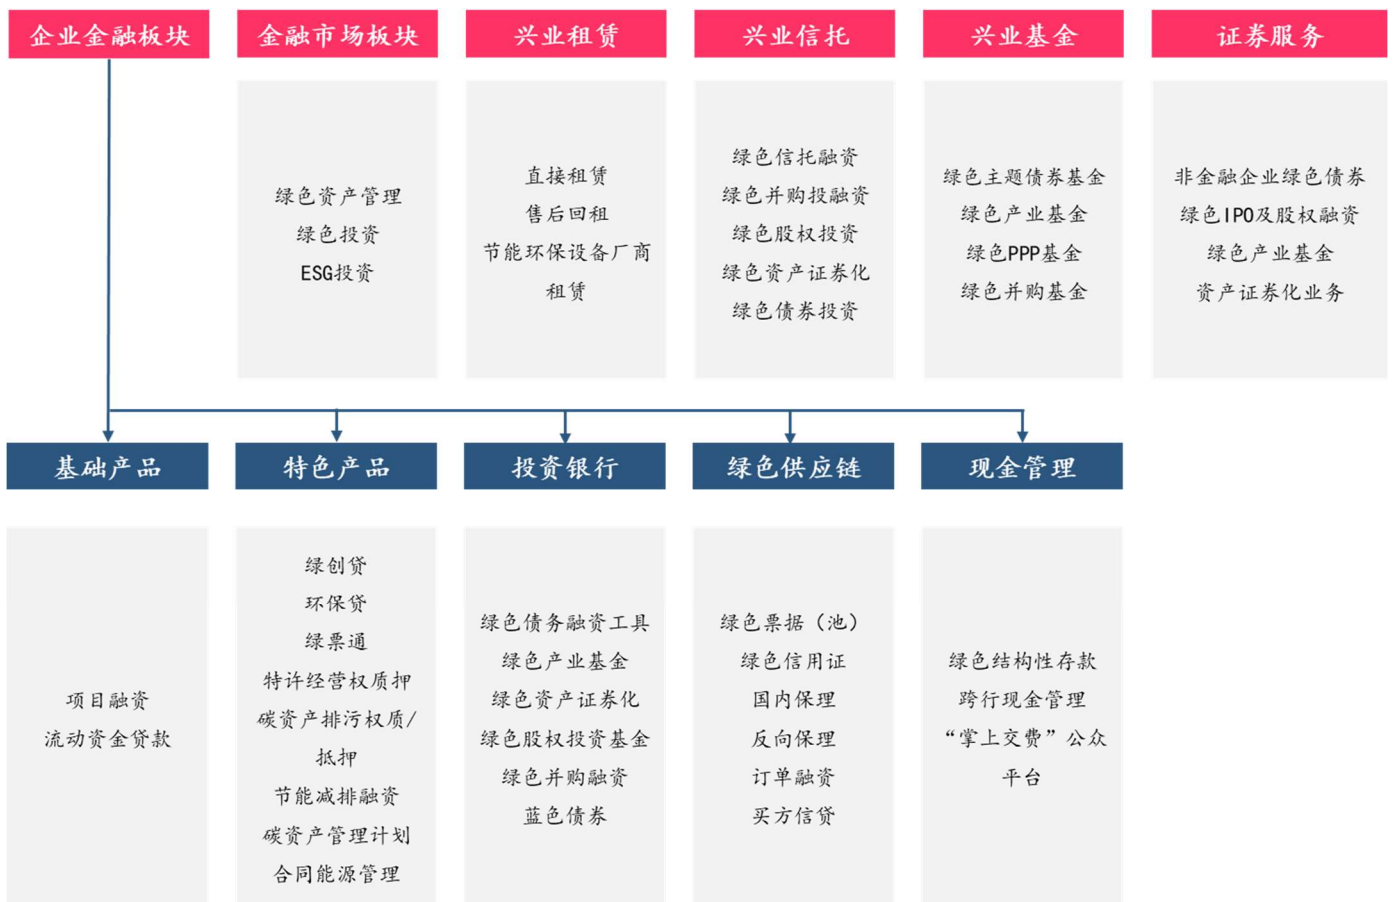 企业金融板块
金融市场板块
兴业租赁
兴业信托
兴业基金
证券服务
绿色资产管理
绿色投资
ESG投资
直接租赁
售后回租
节能环保设备厂商
租赁
绿色信托融资
绿色并购投融资
绿色股权投资
绿色资产证券化
绿色债券投资
绿色主题债券基金
绿色产业基金
绿色PPP基金
绿色并购基金
非金融企业绿色债券
绿色IPO及股权融资
绿色产业基金
资产证券化业务
基础产品
特色产品
投资银行
绿色供应链
现金管理
项目融资
流动资金贷款
绿创贷
环保贷
绿票通
特许经营权质押
碳资产排污权质/
抵押
节能减排融资
碳资产管理计划
合同能源管理
绿色债务融资工具
绿色产业基金
绿色资产证券化
绿色股权投资基金
绿色并购融资
蓝色债券
绿色票据（池）
绿色信用证
国内保理
反向保理
订单融资
买方信贷
绿色结构性存款
跨行现金管理
“掌上交费”公众
平台